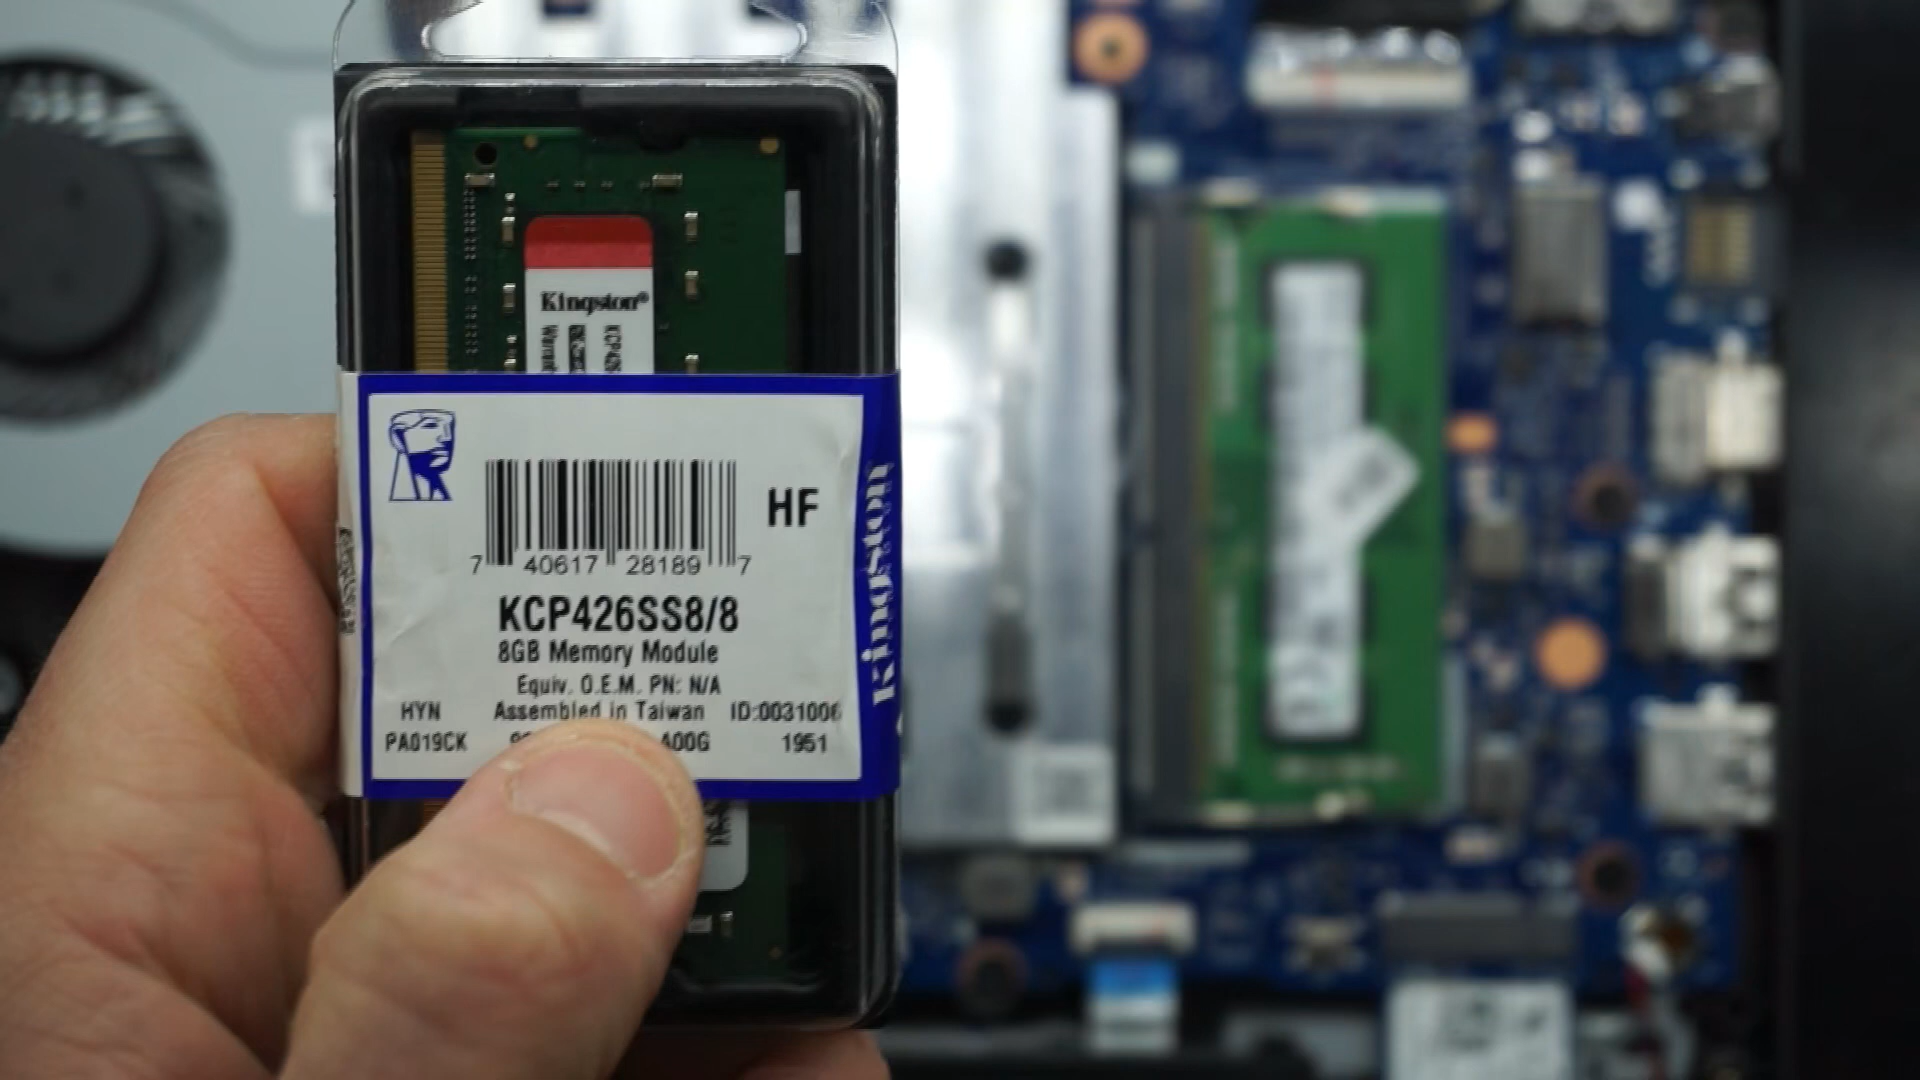 Kingston®
HF
7 40617 28189 7
KCP426SS8/8
8GB Memory Module
Equiv. O.E.M. PN: N/A
HYN Assembled in Taiwan ID:0031006
PA019CK A00G 1951
Kingston